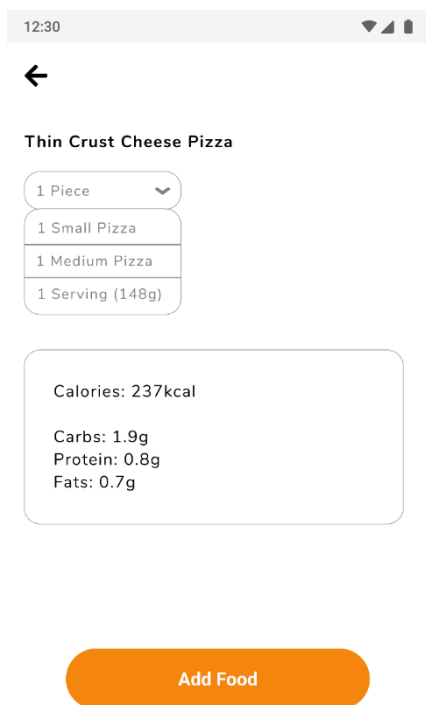 12:30
Thin Crust Cheese Pizza
1 Piece
1 Small Pizza
1 Medium Pizza
1 Serving (148g)
Calories: 237kcal
Carbs: 1.9g
Protein: 0.8g
Fats: 0.7g
Add Food